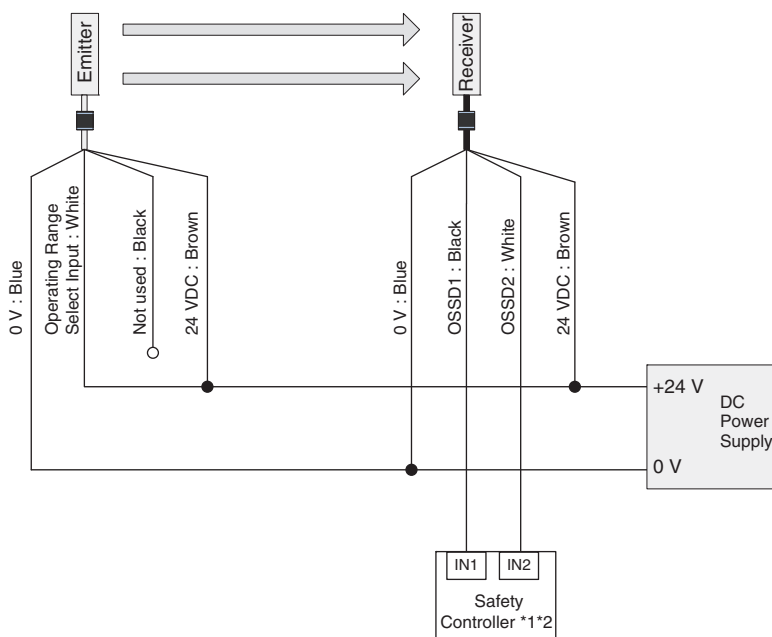 Emitter
Receiver
0 V : Blue
Operating Range
Select Input : White
Not used : Black
24 VDC : Brown
0 V : Blue
OSSD1 : Black
OSSD2 : White
24 VDC : Brown
+24 V
DC
Power
Supply
0 V
IN1
IN2
Safety
Controller *1*2